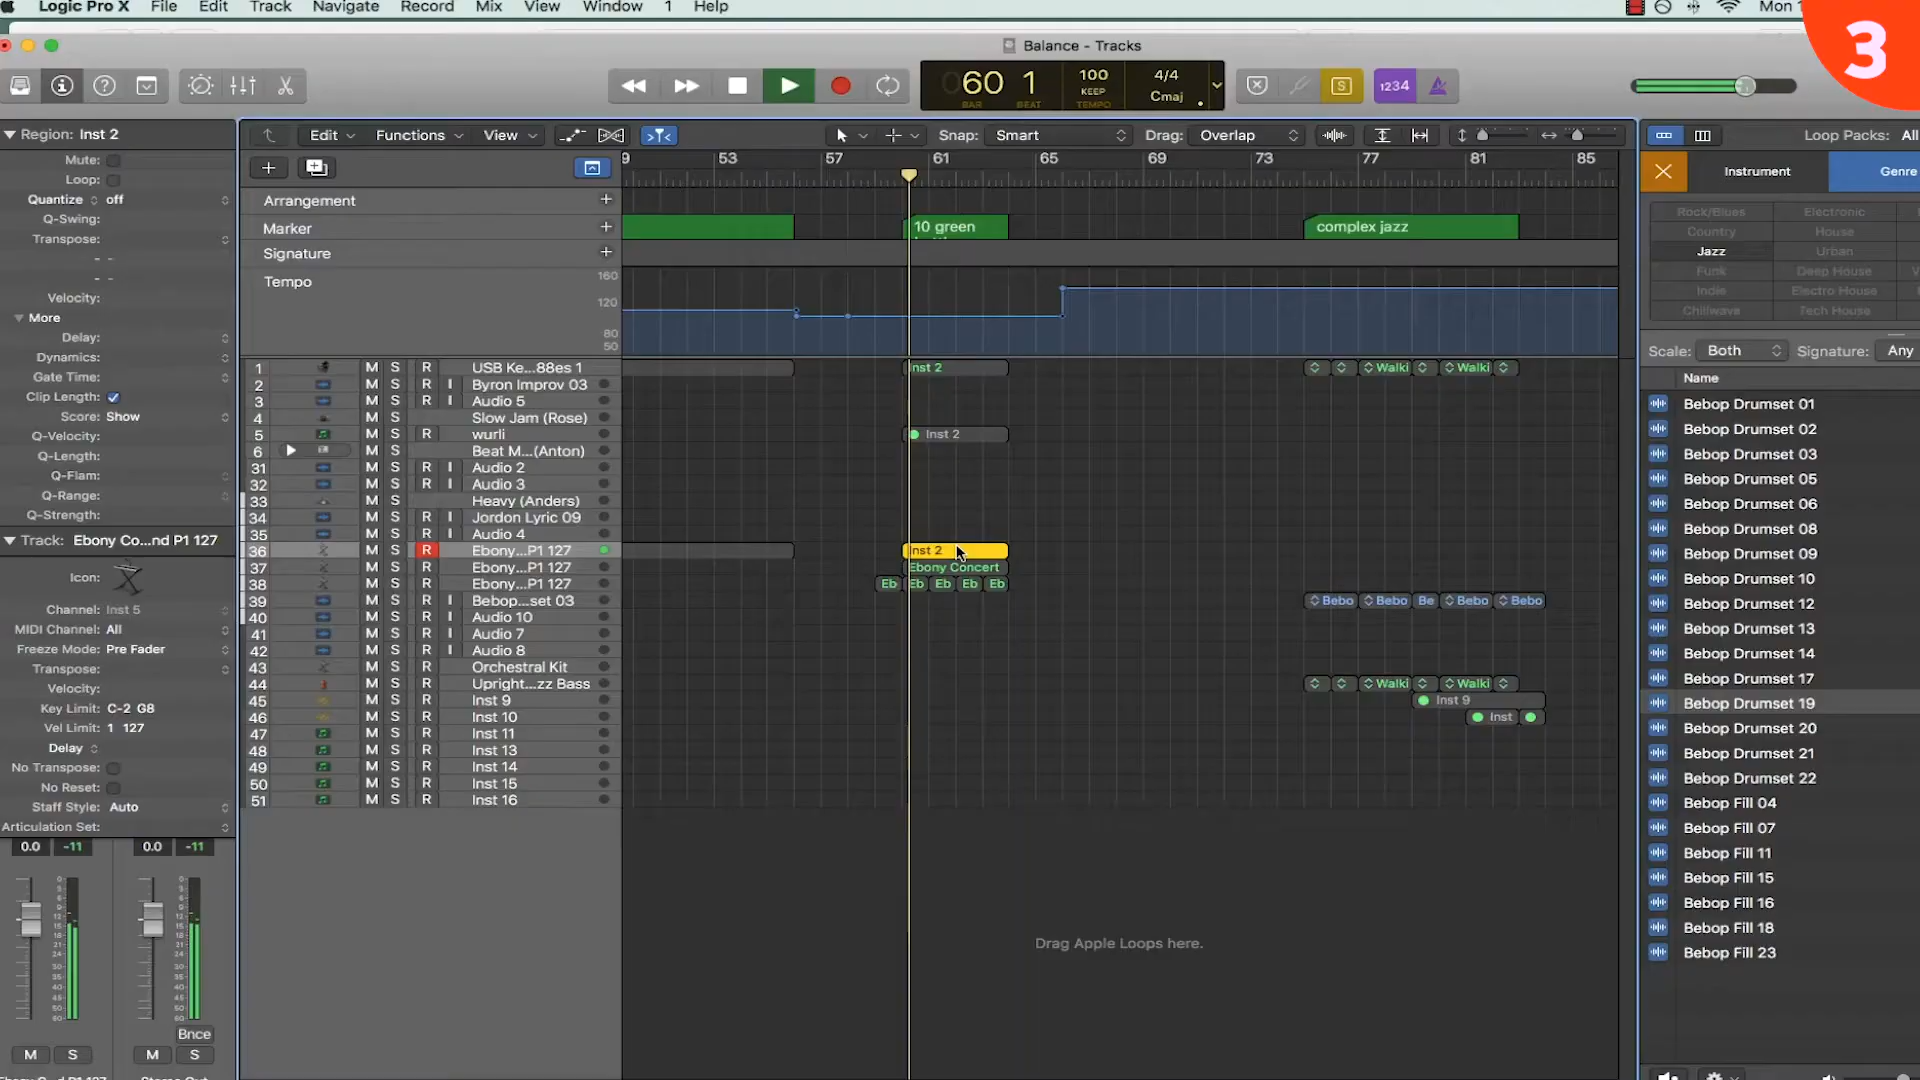 Logic Pro X File Edit Track Navigate Record Mix View Window 1 Help Mon 1
3
Balance - Tracks
60 1 100 4/4
KEEP Cmaj
BAR BEAT TEMPO
S 1234
Region: Inst 2
Mute:
Loop:
Quantize off
Q-Swing:
Transpose:
- -
- -
Velocity:
More
Delay:
Dynamics:
Gate Time:
Clip Length:
Score: Show
Q-Velocity:
Q-Length:
Q-Flam:
Q-Range:
Q-Strength:
Track: Ebony Co...nd P1 127
Icon:
Channel: Inst 5
MIDI Channel: All
Freeze Mode: Pre Fader
Transpose:
Velocity:
Key Limit: C-2 G8
Vel Limit: 1 127
Delay
No Transpose:
No Reset:
Staff Style: Auto
Articulation Set:
0.0 -11 0.0 -11
Bnce
M S M S
Edit Functions View Snap: Smart Drag: Overlap
53 57 61 65 69 73 77 81 85
Arrangement +
Marker +
10 green complex jazz
Signature +
Tempo 160
120
80
50
1 M S R USB Ke...88es 1 Inst 2 Walki Walki
2 M S R I Byron Improv 03
3 M S R I Audio 5
4 M S Slow Jam (Rose)
5 M S R wurli Inst 2
6 M S Beat M...(Anton)
31 M S R I Audio 2
32 M S R I Audio 3
33 M S Heavy (Anders)
34 M S R I Jordon Lyric 09
35 M S R I Audio 4
36 M S R Ebony...P1 127 Inst 2
37 M S R Ebony...P1 127 Ebony Concert
38 M S R Ebony...P1 127 Eb Eb Eb Eb Eb
39 M S R I Bebop...set 03 Bebo Bebo Be Bebo Bebo
40 M S R I Audio 10
41 M S R I Audio 7
42 M S R I Audio 8
43 M S R Orchestral Kit
44 M S R Upright...zz Bass Walki Walki
45 M S R Inst 9 Inst 9
46 M S R Inst 10 Inst
47 M S R Inst 11
48 M S R Inst 13
49 M S R Inst 14
50 M S R Inst 15
51 M S R Inst 16
Drag Apple Loops here.
Loop Packs: All
Instrument Genre
Rock/Blues Electronic
Country House
Jazz Urban
Funk Deep House
Indie Electro House
Chillwave Tech House
Scale: Both Signature: Any
Name
Bebop Drumset 01
Bebop Drumset 02
Bebop Drumset 03
Bebop Drumset 05
Bebop Drumset 06
Bebop Drumset 08
Bebop Drumset 09
Bebop Drumset 10
Bebop Drumset 12
Bebop Drumset 13
Bebop Drumset 14
Bebop Drumset 17
Bebop Drumset 19
Bebop Drumset 20
Bebop Drumset 21
Bebop Drumset 22
Bebop Fill 04
Bebop Fill 07
Bebop Fill 11
Bebop Fill 15
Bebop Fill 16
Bebop Fill 18
Bebop Fill 23